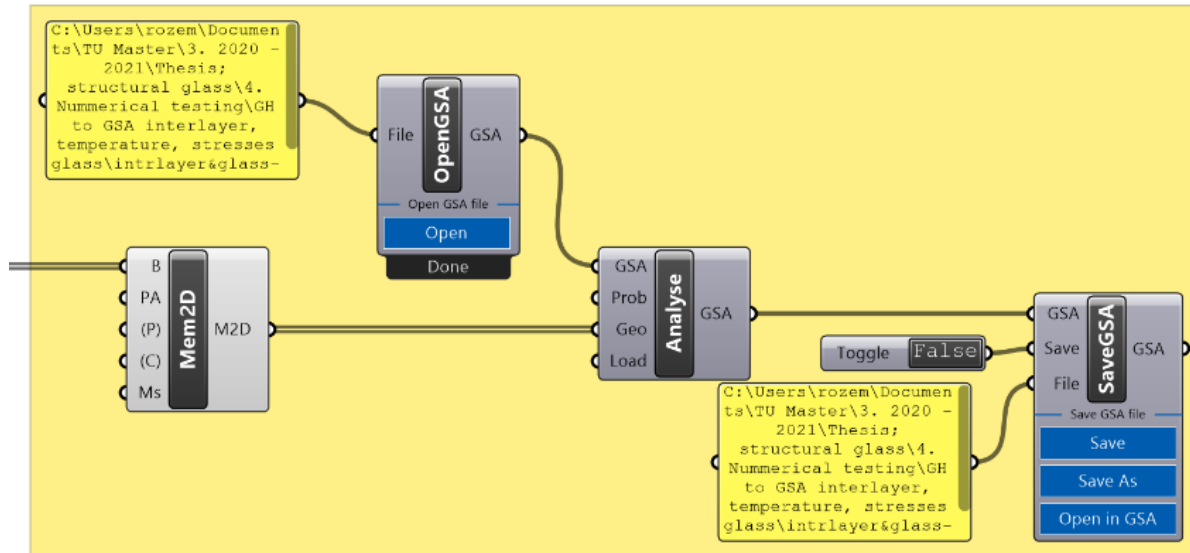 C:\Users\rozem\Documen
ts\TU Master\3. 2020 -
2021\Thesis;
structural glass\4.
Nummerical testing\GH
to GSA interlayer,
temperature, stresses
glass\intrlayer&glass-
File
OpenGSA
GSA
Open GSA file
Open
Done
B
PA
(P)
(C)
Ms
Mem2D
M2D
GSA
Prob
Geo
Load
Analyse
GSA
Toggle False
C:\Users\rozem\Documen
ts\TU Master\3. 2020 -
2021\Thesis;
structural glass\4.
Nummerical testing\GH
to GSA interlayer,
temperature, stresses
glass\intrlayer&glass-
GSA
Save
File
SaveGSA
GSA
Save GSA file
Save
Save As
Open in GSA